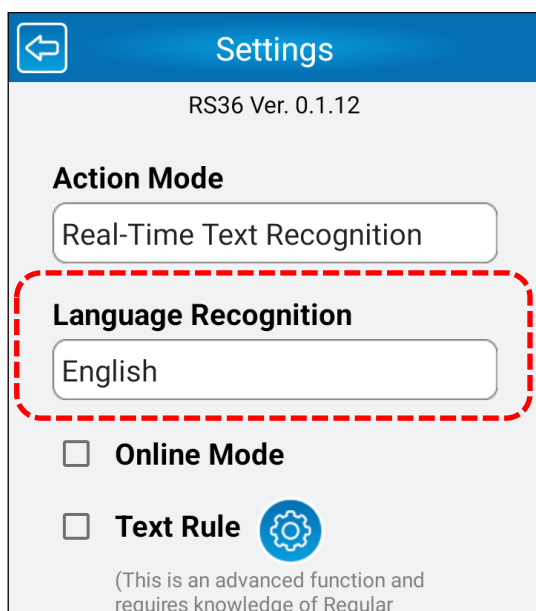 Settings
RS36 Ver. 0.1.12
Action Mode
Real-Time Text Recognition
Language Recognition
English
Online Mode
Text Rule
(This is an advanced function and
requires knowledge of Regular